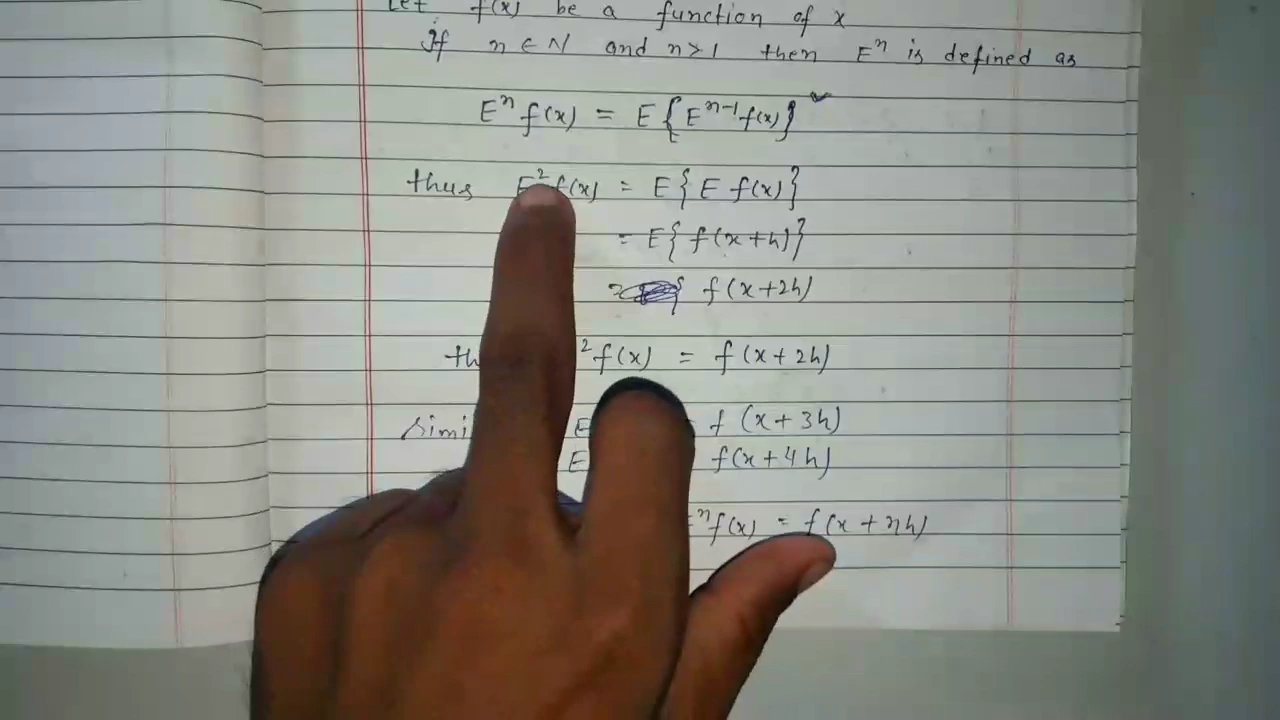 Let f(x) be a function of x
If n ∈ N and n>1 then Eⁿ is defined as
Eⁿ f(x) = E{Eⁿ⁻¹ f(x)}
thus E² f(x) = E{E f(x)}
= E{f(x+h)}
= f(x+2h)
² f(x) = f(x+2h)
E f(x+3h)
E f(x+4h)
ⁿ f(x) = f(x+nh)